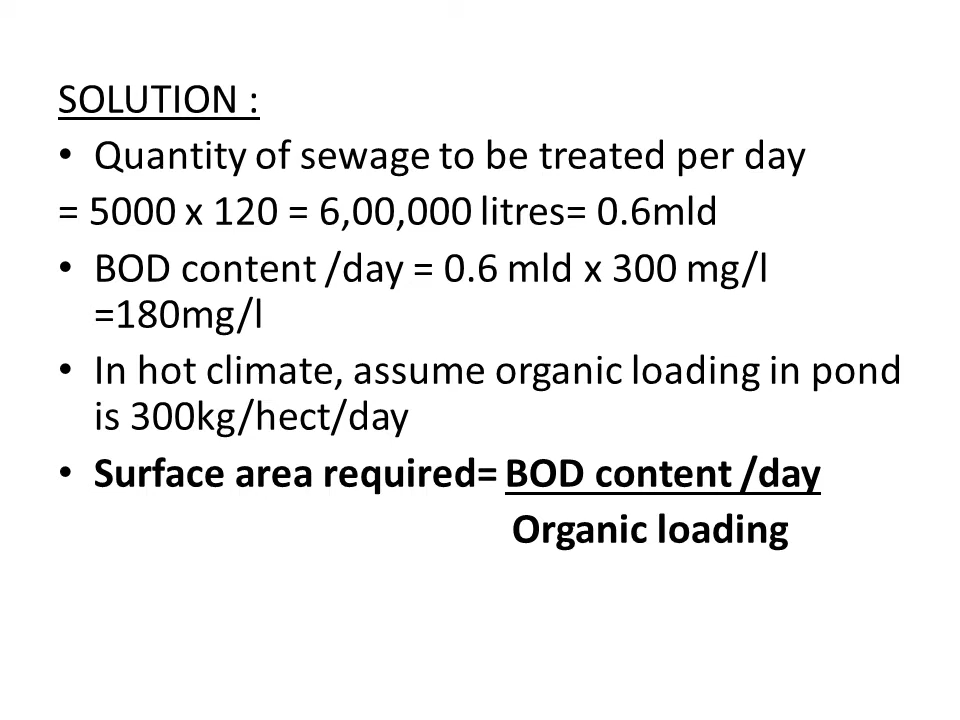 SOLUTION :
• Quantity of sewage to be treated per day
= 5000 x 120 = 6,00,000 litres= 0.6mld
• BOD content /day = 0.6 mld x 300 mg/l
=180mg/l
• In hot climate, assume organic loading in pond
is 300kg/hect/day
• Surface area required= BOD content /day
Organic loading